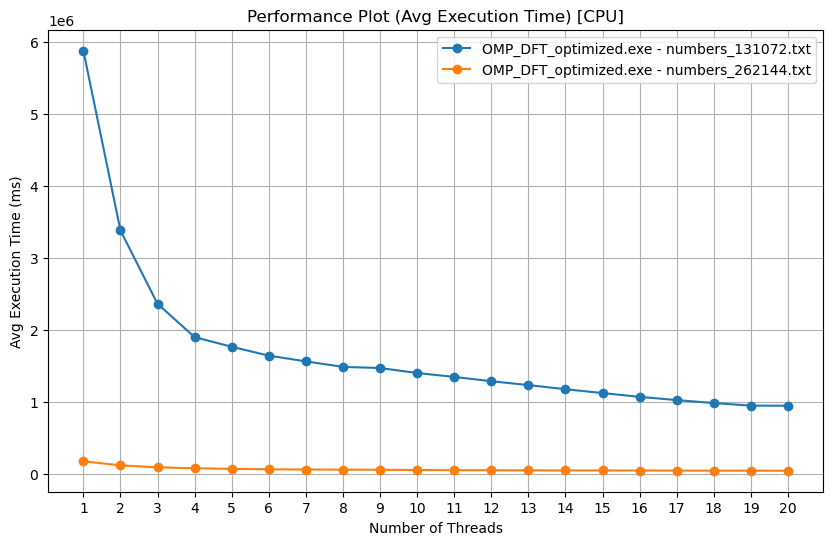 Performance Plot (Avg Execution Time) [CPU]
1e6
OMP_DFT_optimized.exe - numbers_131072.txt
OMP_DFT_optimized.exe - numbers_262144.txt
Avg Execution Time (ms)
6
5
4
3
2
1
0
1 2 3 4 5 6 7 8 9 10 11 12 13 14 15 16 17 18 19 20
Number of Threads